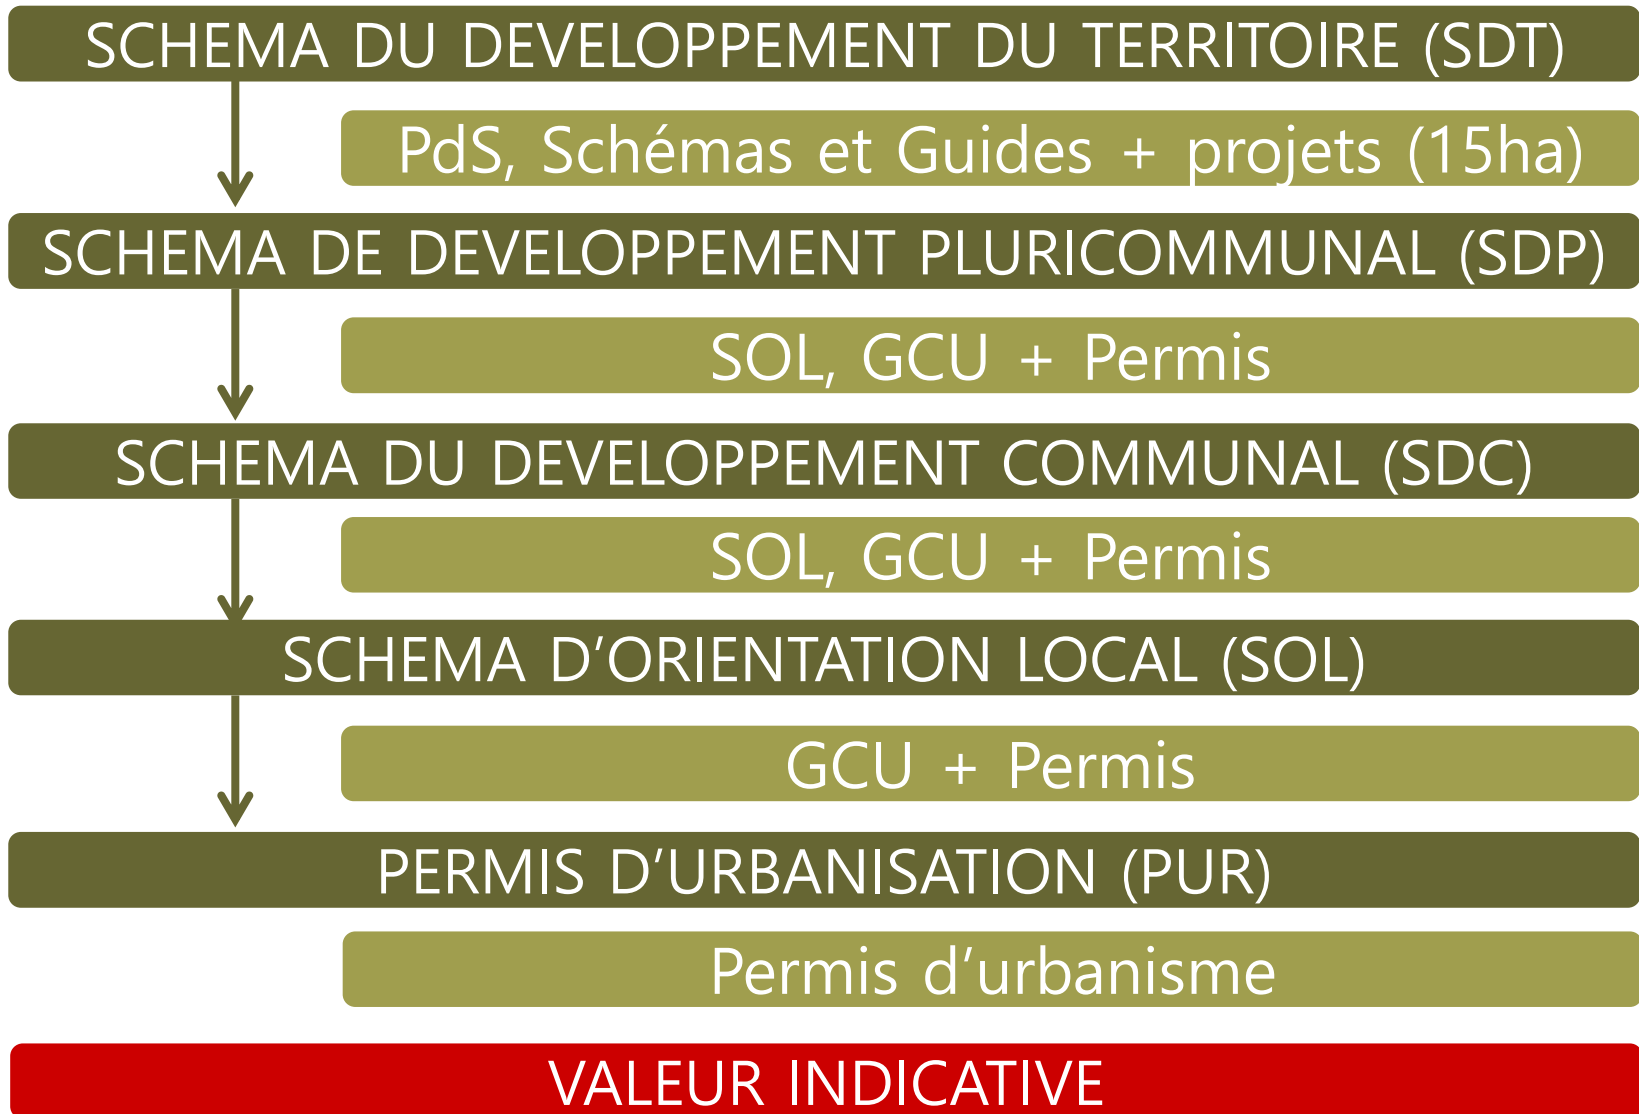 SCHEMA DU DEVELOPPEMENT DU TERRITOIRE (SDT)
PdS, Schémas et Guides + projets (15ha)
SCHEMA DE DEVELOPPEMENT PLURICOMMUNAL (SDP)
SOL, GCU + Permis
SCHEMA DU DEVELOPPEMENT COMMUNAL (SDC)
SOL, GCU + Permis
SCHEMA D’ORIENTATION LOCAL (SOL)
GCU + Permis
PERMIS D’URBANISATION (PUR)
Permis d’urbanisme
VALEUR INDICATIVE